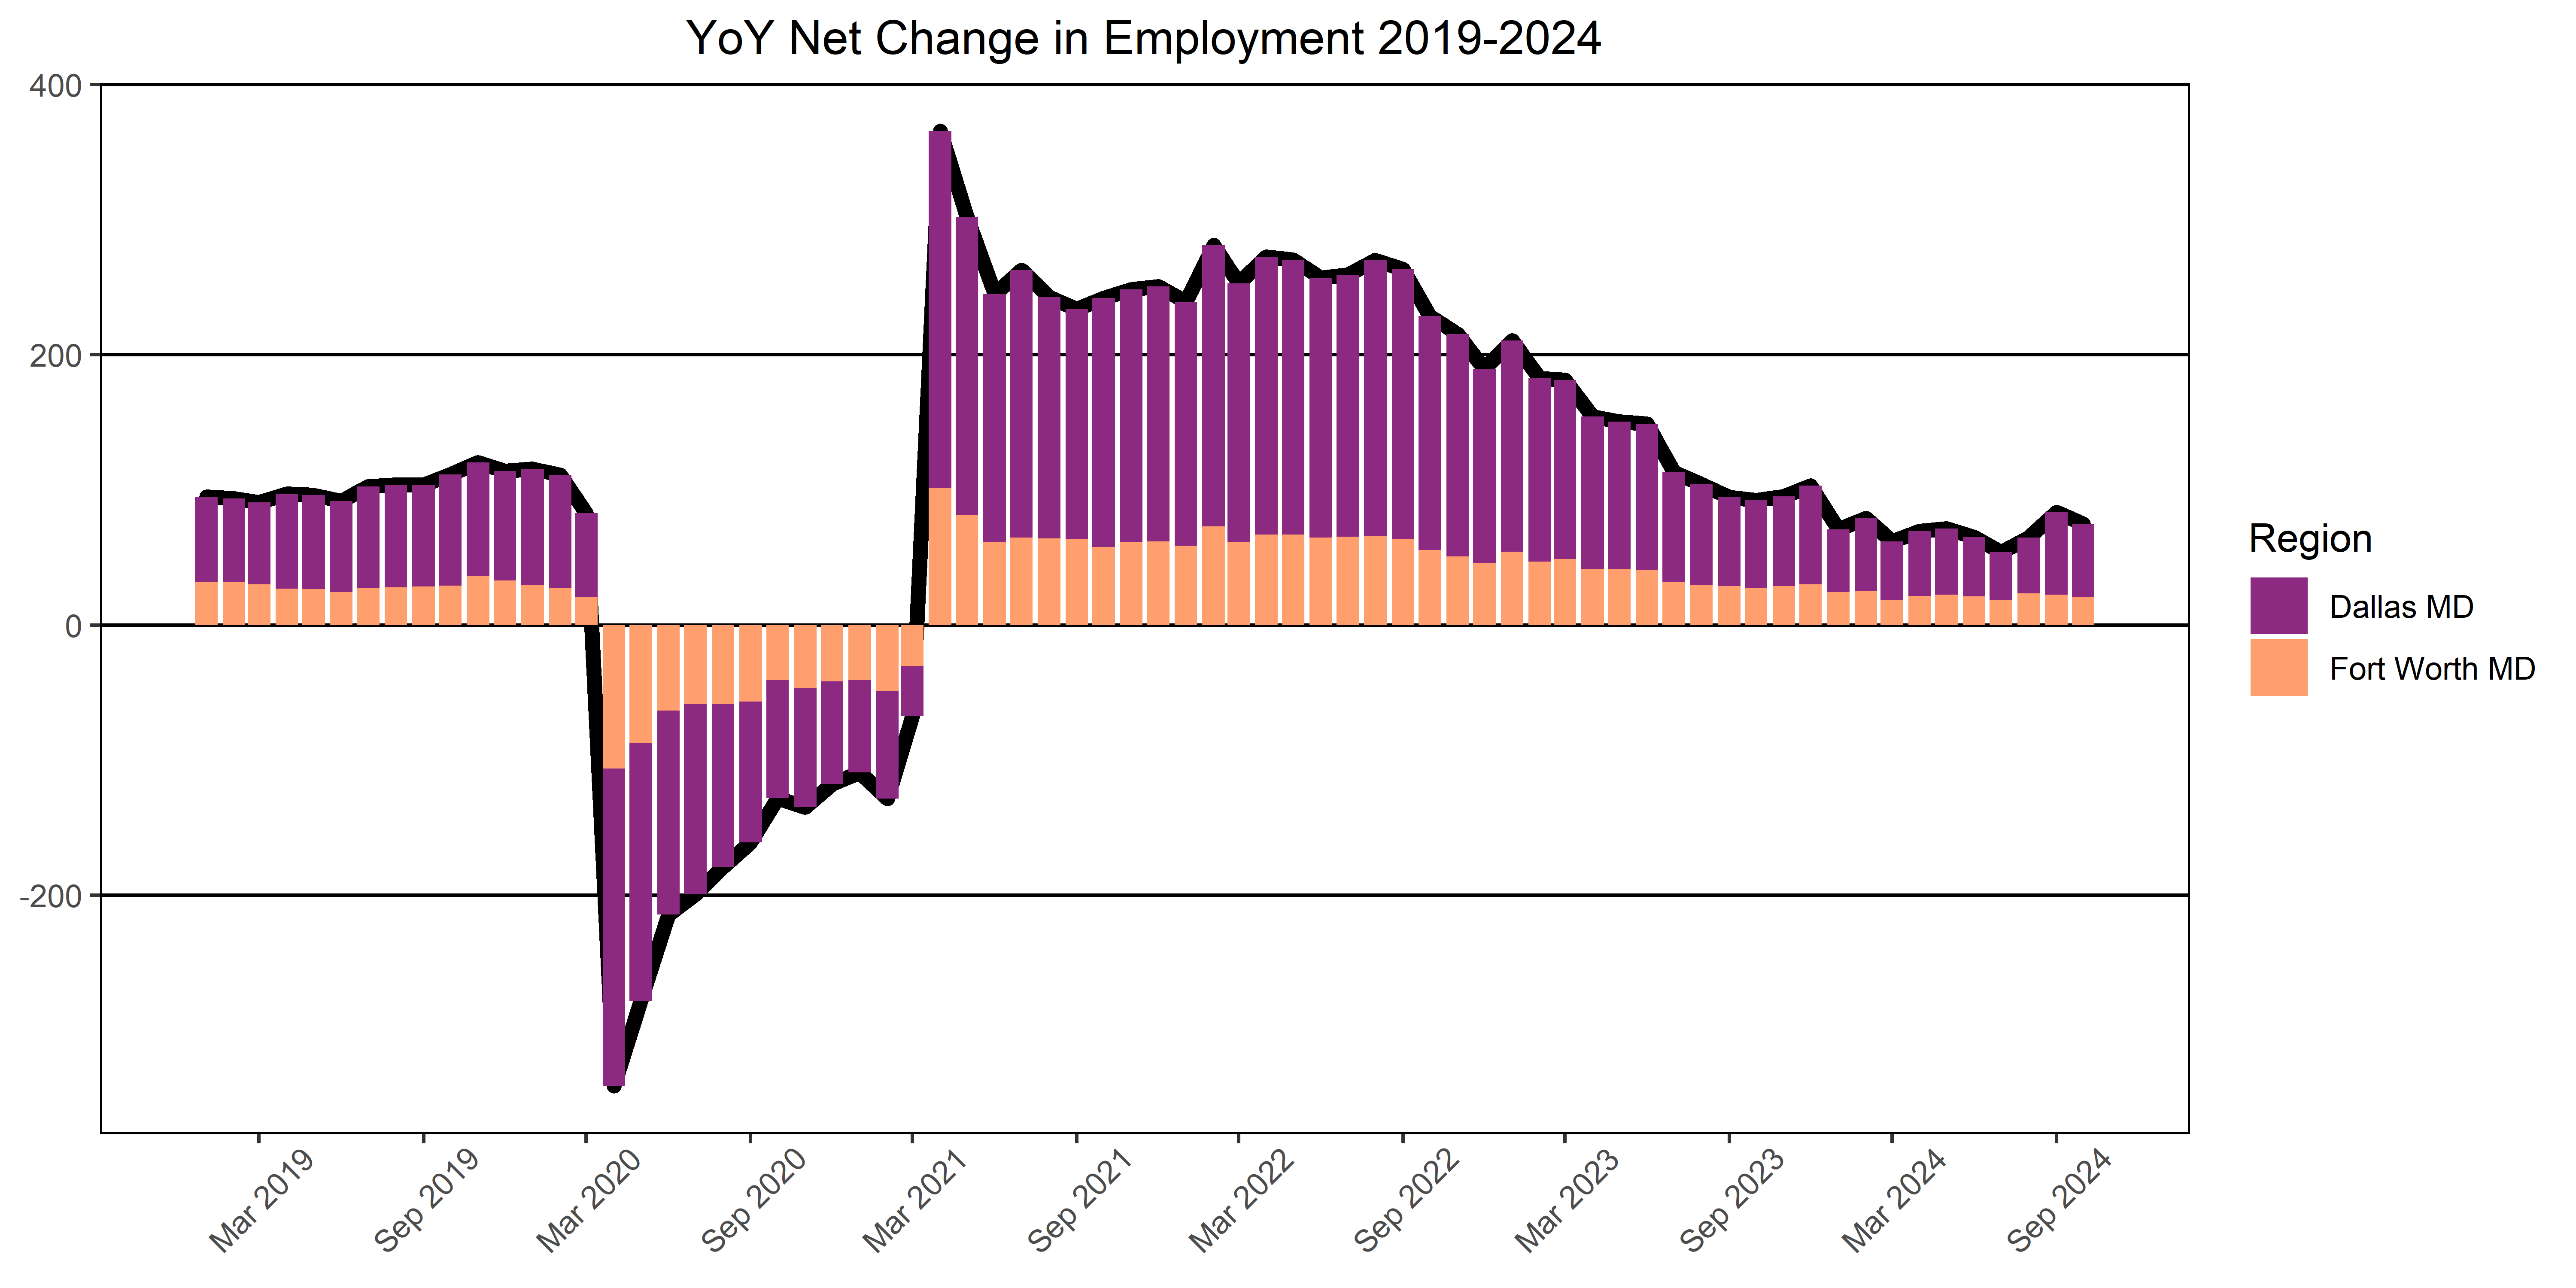 YoY Net Change in Employment 2019-2024
400
200
0
-200
Mar 2019
Sep 2019
Mar 2020
Sep 2020
Mar 2021
Sep 2021
Mar 2022
Sep 2022
Mar 2023
Sep 2023
Mar 2024
Sep 2024
Region
Dallas MD
Fort Worth MD